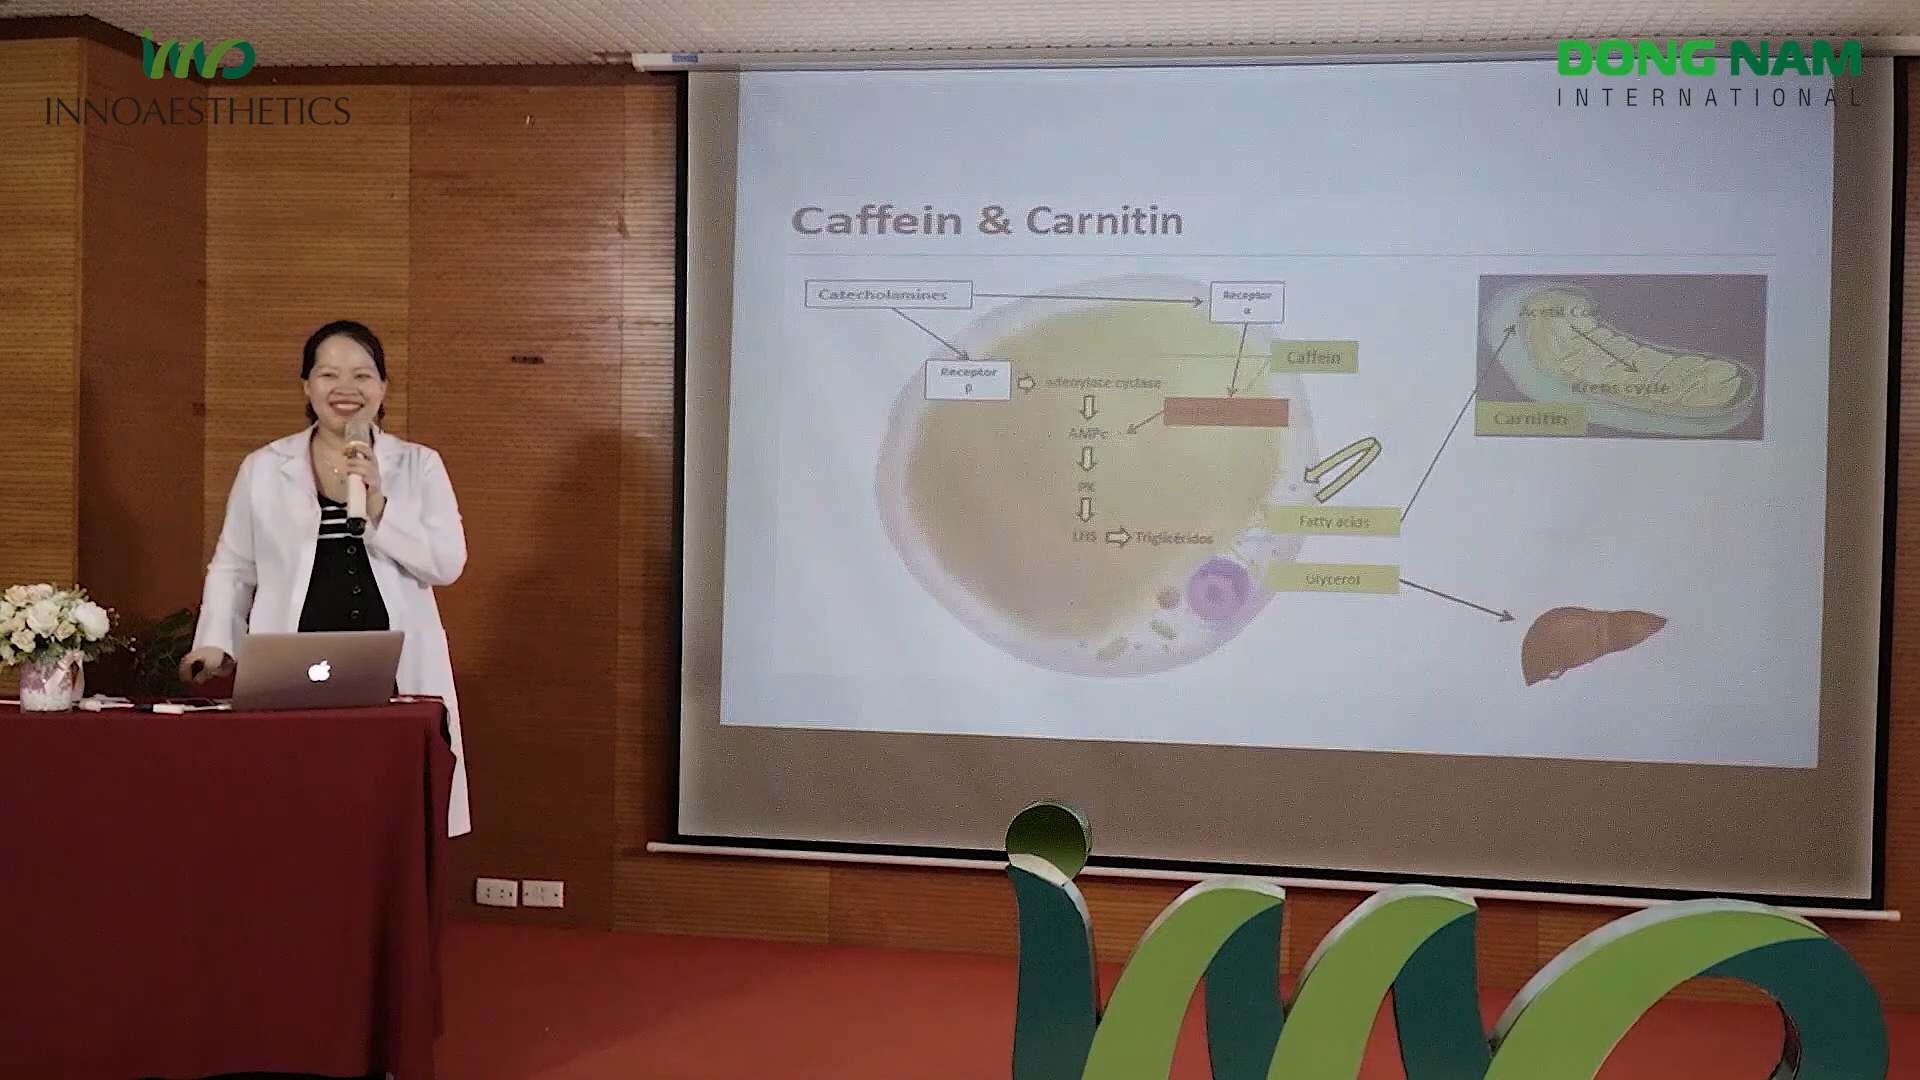 INNOAESTHETICS
DONG NAM
INTERNATIONAL
Caffein & Carnitin
Catecholamines
Receptor
α
Receptor
β
adenylate cyclase
Caffein
AMPc
PK
LHS
Triglicéridos
Fatty acids
Glycerol
Acetil Co
Krebs cycle
Carnitin